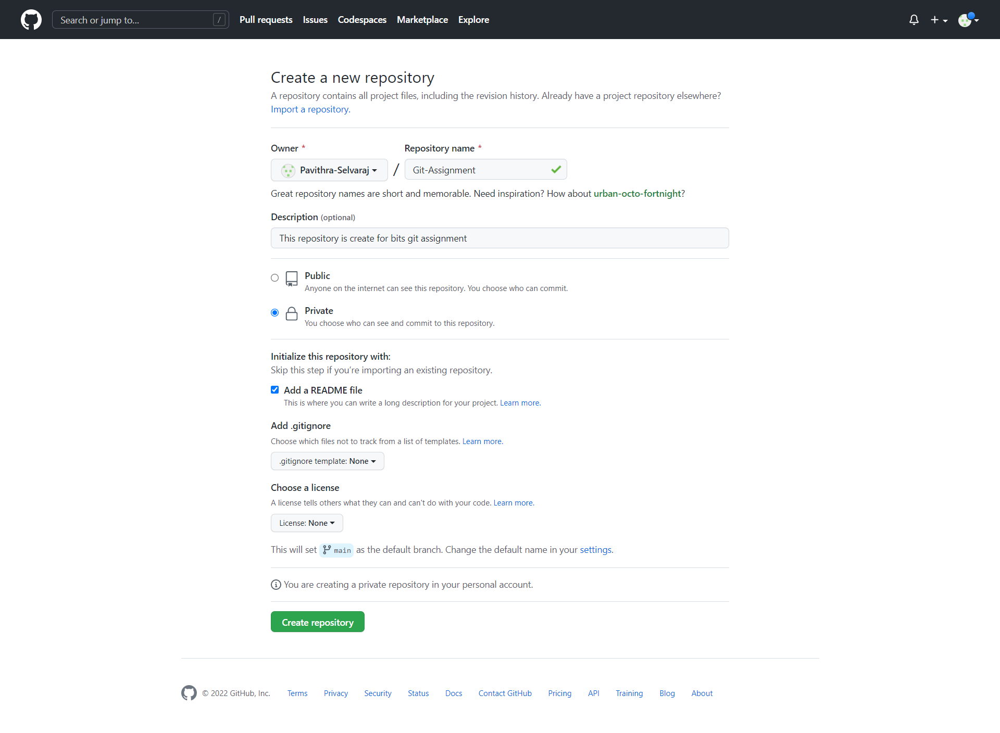 Search or jump to... /
Pull requests Issues Codespaces Marketplace Explore
Create a new repository
A repository contains all project files, including the revision history. Already have a project repository elsewhere?
Import a repository.
Owner * Repository name *
Pavithra-Selvaraj / Git-Assignment
Great repository names are short and memorable. Need inspiration? How about urban-octo-fortnight?
Description (optional)
This repository is create for bits git assignment
Public
Anyone on the internet can see this repository. You choose who can commit.
Private
You choose who can see and commit to this repository.
Initialize this repository with:
Skip this step if you’re importing an existing repository.
Add a README file
This is where you can write a long description for your project. Learn more.
Add .gitignore
Choose which files not to track from a list of templates. Learn more.
.gitignore template: None
Choose a license
A license tells others what they can and can't do with your code. Learn more.
License: None
This will set main as the default branch. Change the default name in your settings.
You are creating a private repository in your personal account.
Create repository
© 2022 GitHub, Inc. Terms Privacy Security Status Docs Contact GitHub Pricing API Training Blog About